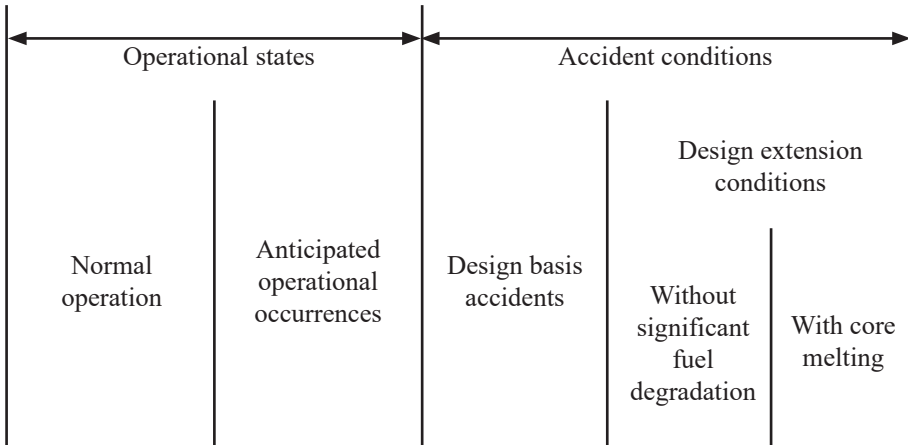 Operational states
Accident conditions
Normal
operation
Anticipated
operational
occurrences
Design basis
accidents
Design extension
conditions
Without
significant
fuel
degradation
With core
melting